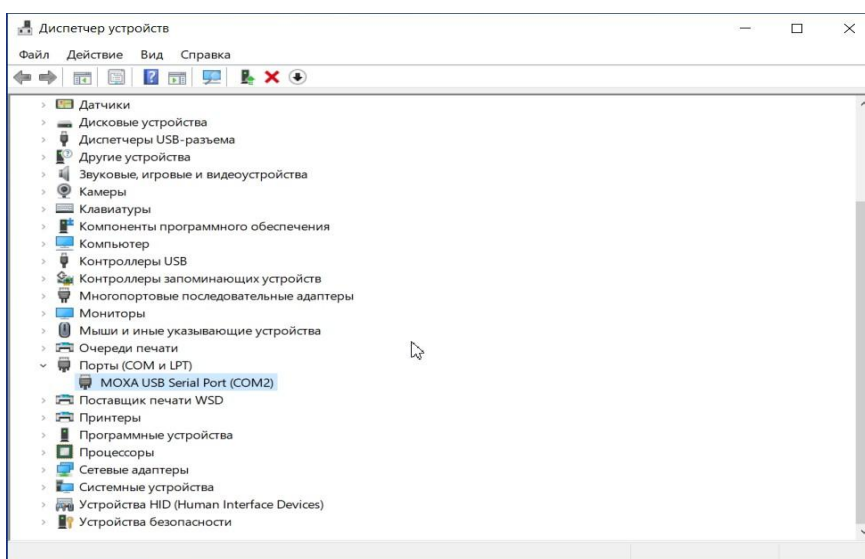 Диспетчер устройств
Файл Действие Вид Справка
Датчики
Дисковые устройства
Диспетчеры USB-разъема
Другие устройства
Звуковые, игровые и видеоустройства
Камеры
Клавиатуры
Компоненты программного обеспечения
Компьютер
Контроллеры USB
Контроллеры запоминающих устройств
Многопортовые последовательные адаптеры
Мониторы
Мыши и иные указывающие устройства
Очереди печати
Порты (COM и LPT)
MOXA USB Serial Port (COM2)
Поставщик печати WSD
Принтеры
Программные устройства
Процессоры
Сетевые адаптеры
Системные устройства
Устройства HID (Human Interface Devices)
Устройства безопасности